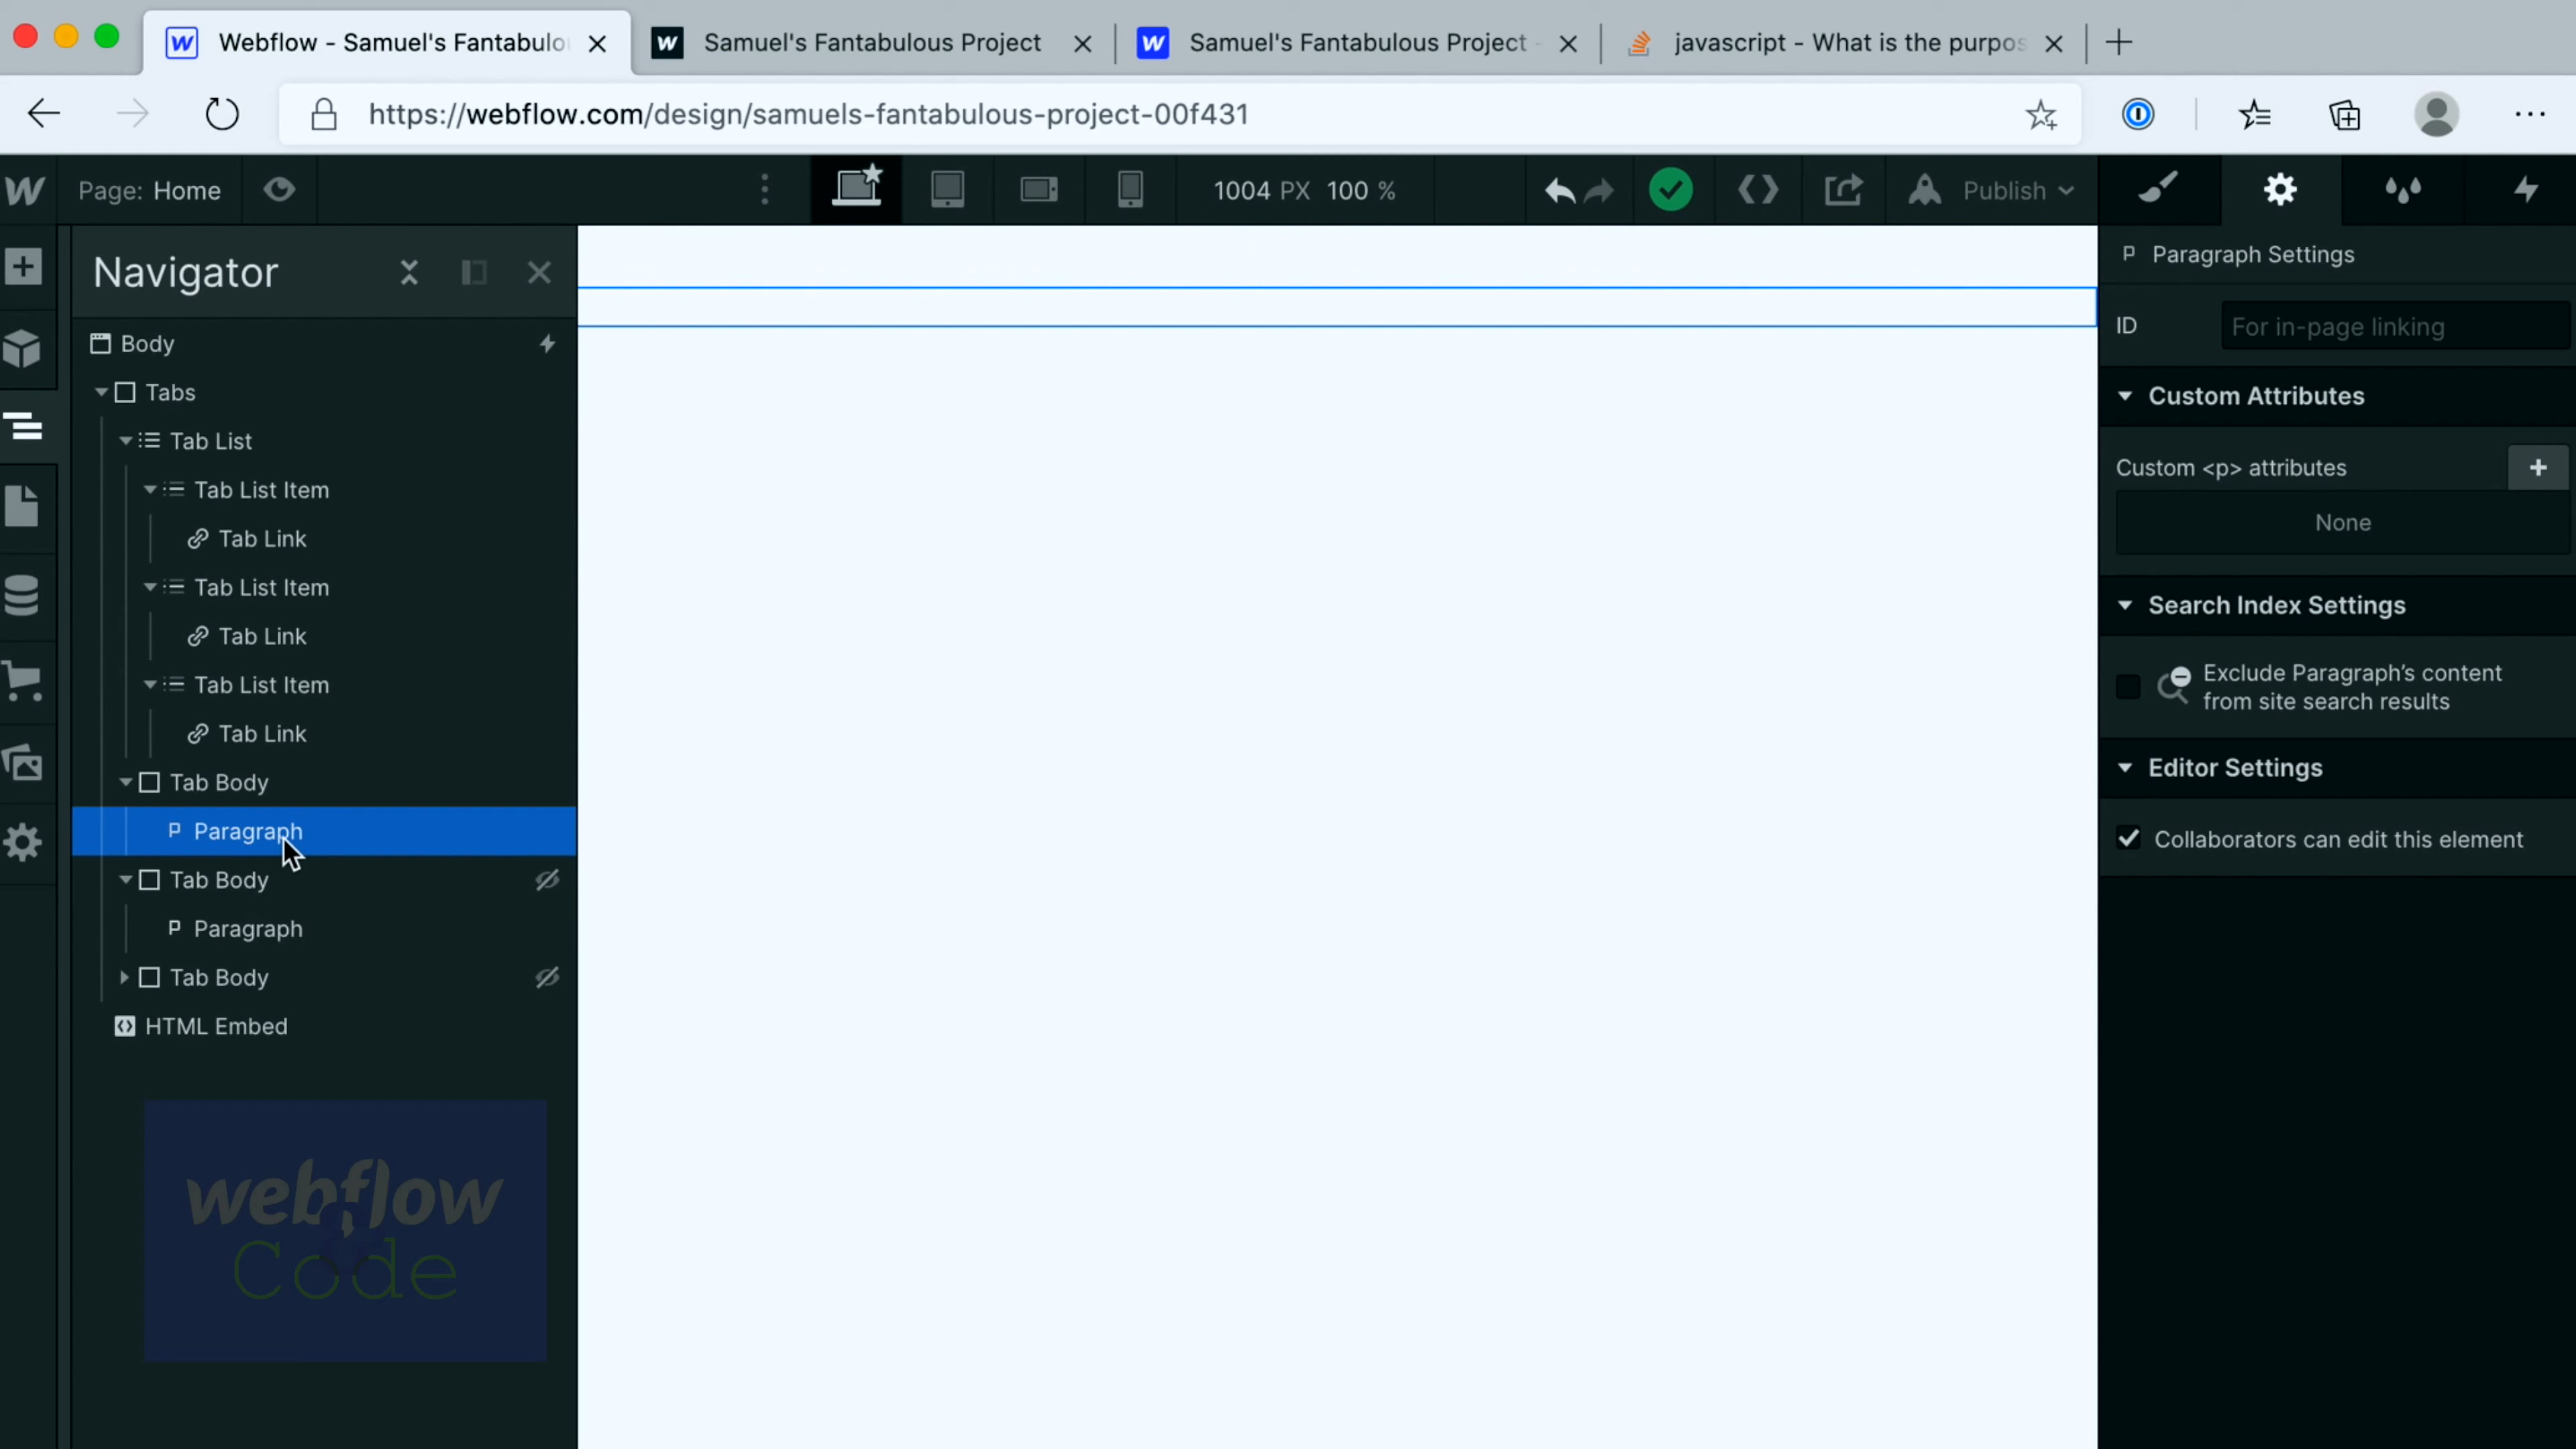 Webflow - Samuel's Fantabulo
Samuel's Fantabulous Project
Samuel's Fantabulous Project -
javascript - What is the purpos
https://webflow.com/design/samuels-fantabulous-project-00f431
Page: Home
1004 PX 100 %
Publish
Navigator
Body
Tabs
Tab List
Tab List Item
Tab Link
Tab List Item
Tab Link
Tab List Item
Tab Link
Tab Body
Paragraph
Tab Body
Paragraph
Tab Body
HTML Embed
webflow
Code
Paragraph Settings
ID
For in-page linking
Custom Attributes
Custom <p> attributes
None
Search Index Settings
Exclude Paragraph's content
from site search results
Editor Settings
Collaborators can edit this element